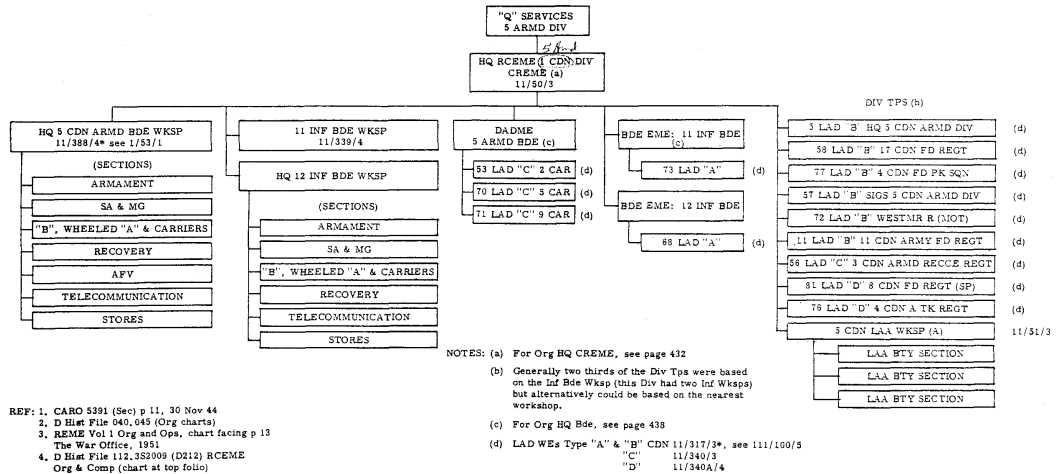 "Q" SERVICES
5 ARMD DIV
5 Armd
HQ RCEME (1 CDN) DIV
CREME (a)
11/50/3
HQ 5 CDN ARMD BDE WKSP
11/388/4* see 1/53/1
(SECTIONS)
ARMAMENT
SA & MG
"B", WHEELED "A" & CARRIERS
RECOVERY
AFV
TELECOMMUNICATION
STORES
11 INF BDE WKSP
11/339/4
HQ 12 INF BDE WKSP
(SECTIONS)
ARMAMENT
SA & MG
"B", WHEELED "A" & CARRIERS
RECOVERY
TELECOMMUNICATION
STORES
DADME
5 ARMD BDE (c)
53 LAD "C" 2 CAR (d)
70 LAD "C" 5 CAR (d)
71 LAD "C" 9 CAR (d)
BDE EME: 11 INF BDE
(c)
73 LAD "A" (d)
BDE EME: 12 INF BDE
68 LAD "A" (d)
DIV TPS (b)
5 LAD "B" HQ 5 CDN ARMD DIV (d)
58 LAD "B" 17 CDN FD REGT (d)
77 LAD "B" 4 CDN FD PK SQN (d)
57 LAD "B" SIGS 5 CDN ARMD DIV (d)
72 LAD "B" WESTMR R (MOT) (d)
11 LAD "B" 11 CDN ARMY FD REGT (d)
56 LAD "C" 3 CDN ARMD RECCE REGT (d)
81 LAD "D" 8 CDN FD REGT (SP) (d)
76 LAD "D" 4 CDN A TK REGT (d)
5 CDN LAA WKSP (A) 11/51/3
LAA BTY SECTION
LAA BTY SECTION
LAA BTY SECTION
NOTES: (a) For Org HQ CREME, see page 432
(b) Generally two thirds of the Div Tps were based
on the Inf Bde Wksp (this Div had two Inf Wksps)
but alternatively could be based on the nearest
workshop.
(c) For Org HQ Bde, see page 438
(d) LAD WEs Type "A" & "B" CDN 11/317/3*, see 111/100/5
"C" 11/340/3
"D" 11/340A/4
REF: 1. CARO 5391 (Sec) p 11, 30 Nov 44
2. D Hist File 040.045 (Org charts)
3. REME Vol 1 Org and Ops, chart facing p 13
The War Office, 1951
4. D Hist File 112.3S2009 (D212) RCEME
Org & Comp (chart at top folio)